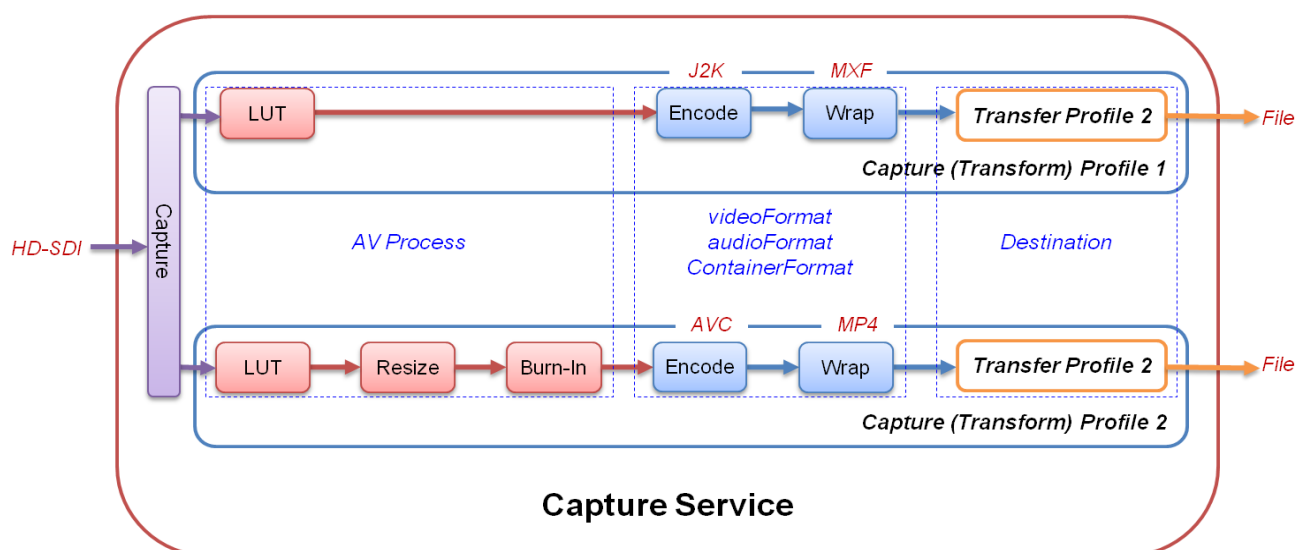 J2K
MXF
LUT
Encode
Wrap
Transfer Profile 2
File
Capture (Transform) Profile 1
Capture
HD-SDI
AV Process
videoFormat
audioFormat
ContainerFormat
Destination
AVC
MP4
LUT
Resize
Burn-In
Encode
Wrap
Transfer Profile 2
File
Capture (Transform) Profile 2
Capture Service